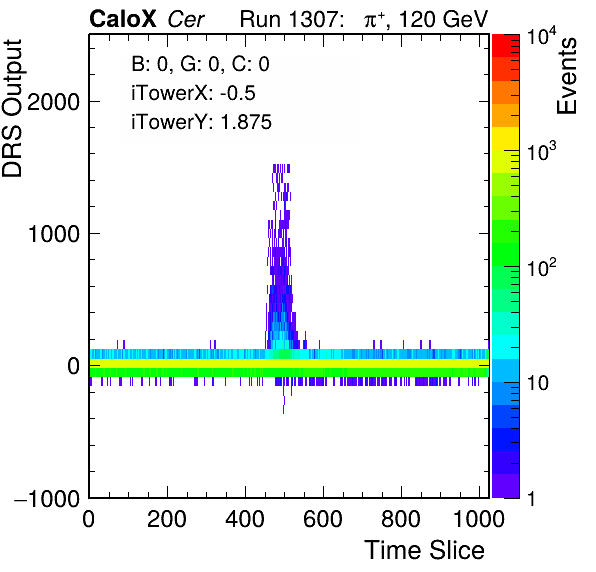 CaloX Cer Run 1307: π⁺, 120 GeV
B: 0, G: 0, C: 0
iTowerX: -0.5
iTowerY: 1.875
DRS Output
2000
1000
0
−1000
0 200 400 600 800 1000
Time Slice
10⁴
10³
10²
10
1
Events